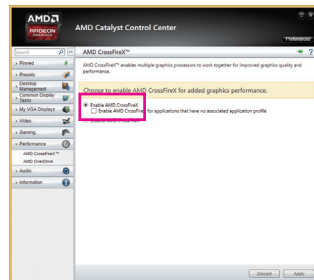 AMD
RADEON
GRAPHICS
AMD Catalyst Control Center
Preferences
Search
AMD CrossFireX™
?
Pinned
Presets
Desktop Management
Common Display Tasks
My VGA Displays
Video
Gaming
Performance
AMD CrossFireX™
AMD OverDrive
Audio
Information
AMD CrossFireX™ enables multiple graphics processors to work together for improved graphics quality and
performance.
Choose to enable AMD CrossFireX for added graphics performance.
Enable AMD CrossFireX
Enable AMD CrossFireX for applications that have no associated application profile
Disable AMD CrossFireX
Discard
Apply